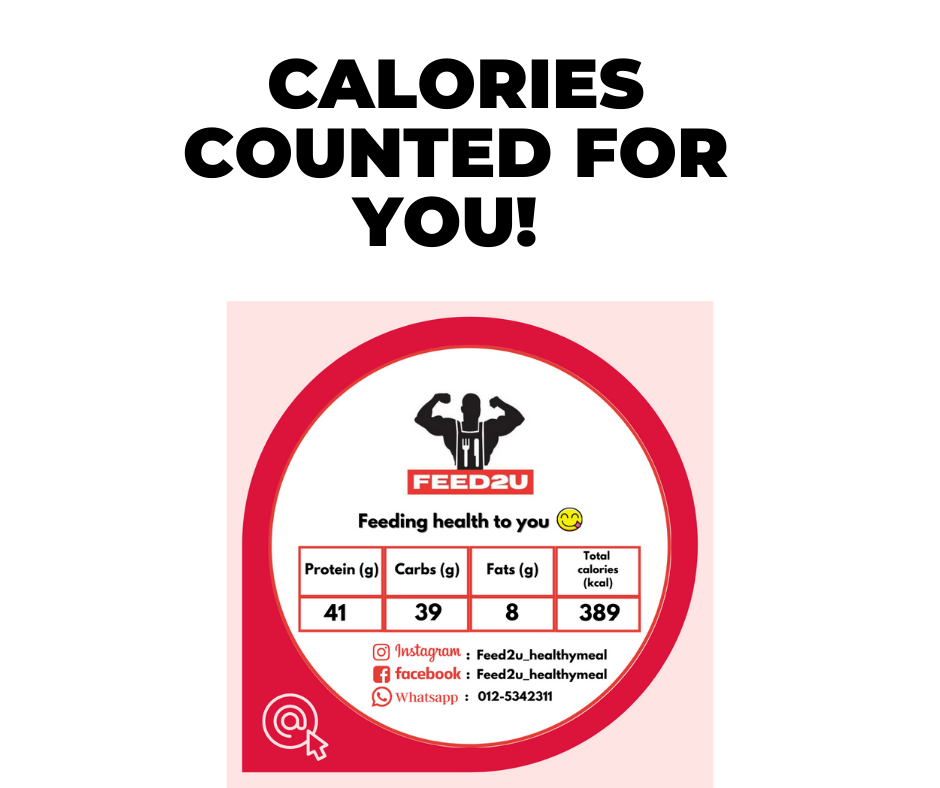 CALORIES
COUNTED FOR
YOU!
FEED2U
Feeding health to you
Protein (g) Carbs (g) Fats (g) Total calories (kcal)
41 39 8 389
Instagram : Feed2u_healthymeal
facebook : Feed2u_healthymeal
Whatsapp : 012-5342311